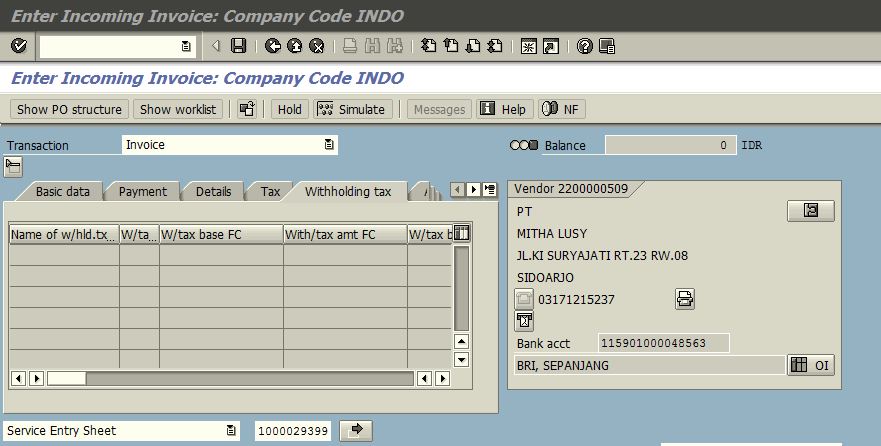 Enter Incoming Invoice: Company Code INDO
Enter Incoming Invoice: Company Code INDO
Show PO structure Show worklist Hold Simulate Messages Help NF
Transaction Invoice Balance 0 IDR
Basic data Payment Details Tax Withholding tax
Vendor 2200000509
PT
MITHA LUSY
JL.KI SURYAJATI RT.23 RW.08
SIDOARJO
03171215237
Bank acct 115901000048563
BRI, SEPANJANG OI
Name of w/hld.tx... W/ta... W/tax base FC With/tax amt FC W/tax b
Service Entry Sheet 1000029399